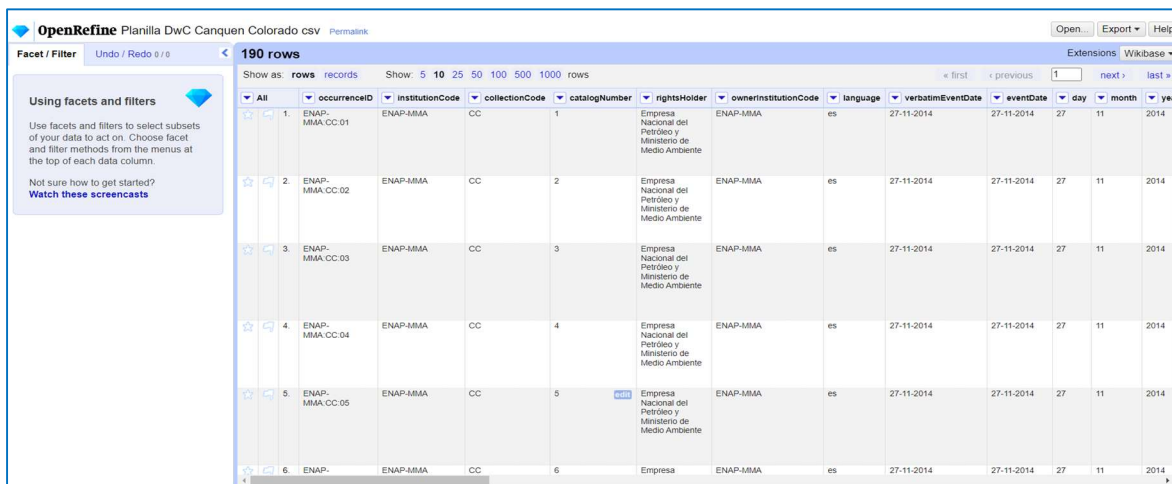 OpenRefine Planilla DwC Canquen Colorado csv Permalink Open... Export Help
Facet / Filter Undo / Redo 0 / 0 190 rows Extensions Wikibase
Show as: rows records Show: 5 10 25 50 100 500 1000 rows « first ‹ previous 1 next › last »
Using facets and filters
Use facets and filters to select subsets
of your data to act on. Choose facet
and filter methods from the menus at
the top of each data column.
Not sure how to get started?
Watch these screencasts
All occurrenceID institutionCode collectionCode catalogNumber rightsHolder ownerInstitutionCode language verbatimEventDate eventDate day month
1. ENAP- ENAP-MMA CC 1 Empresa ENAP-MMA es 27-11-2014 27-11-2014 27 11 2014
MMA:CC:01 Nacional del
Petróleo y
Ministerio de
Medio Ambiente
2. ENAP- ENAP-MMA CC 2 Empresa ENAP-MMA es 27-11-2014 27-11-2014 27 11 2014
MMA:CC:02 Nacional del
Petróleo y
Ministerio de
Medio Ambiente
3. ENAP- ENAP-MMA CC 3 Empresa ENAP-MMA es 27-11-2014 27-11-2014 27 11 2014
MMA:CC:03 Nacional del
Petróleo y
Ministerio de
Medio Ambiente
4. ENAP- ENAP-MMA CC 4 Empresa ENAP-MMA es 27-11-2014 27-11-2014 27 11 2014
MMA:CC:04 Nacional del
Petróleo y
Ministerio de
Medio Ambiente
5. ENAP- ENAP-MMA CC 5 edit Empresa ENAP-MMA es 27-11-2014 27-11-2014 27 11 2014
MMA:CC:05 Nacional del
Petróleo y
Ministerio de
Medio Ambiente
6. ENAP- ENAP-MMA CC 6 Empresa ENAP-MMA es 27-11-2014 27-11-2014 27 11 2014